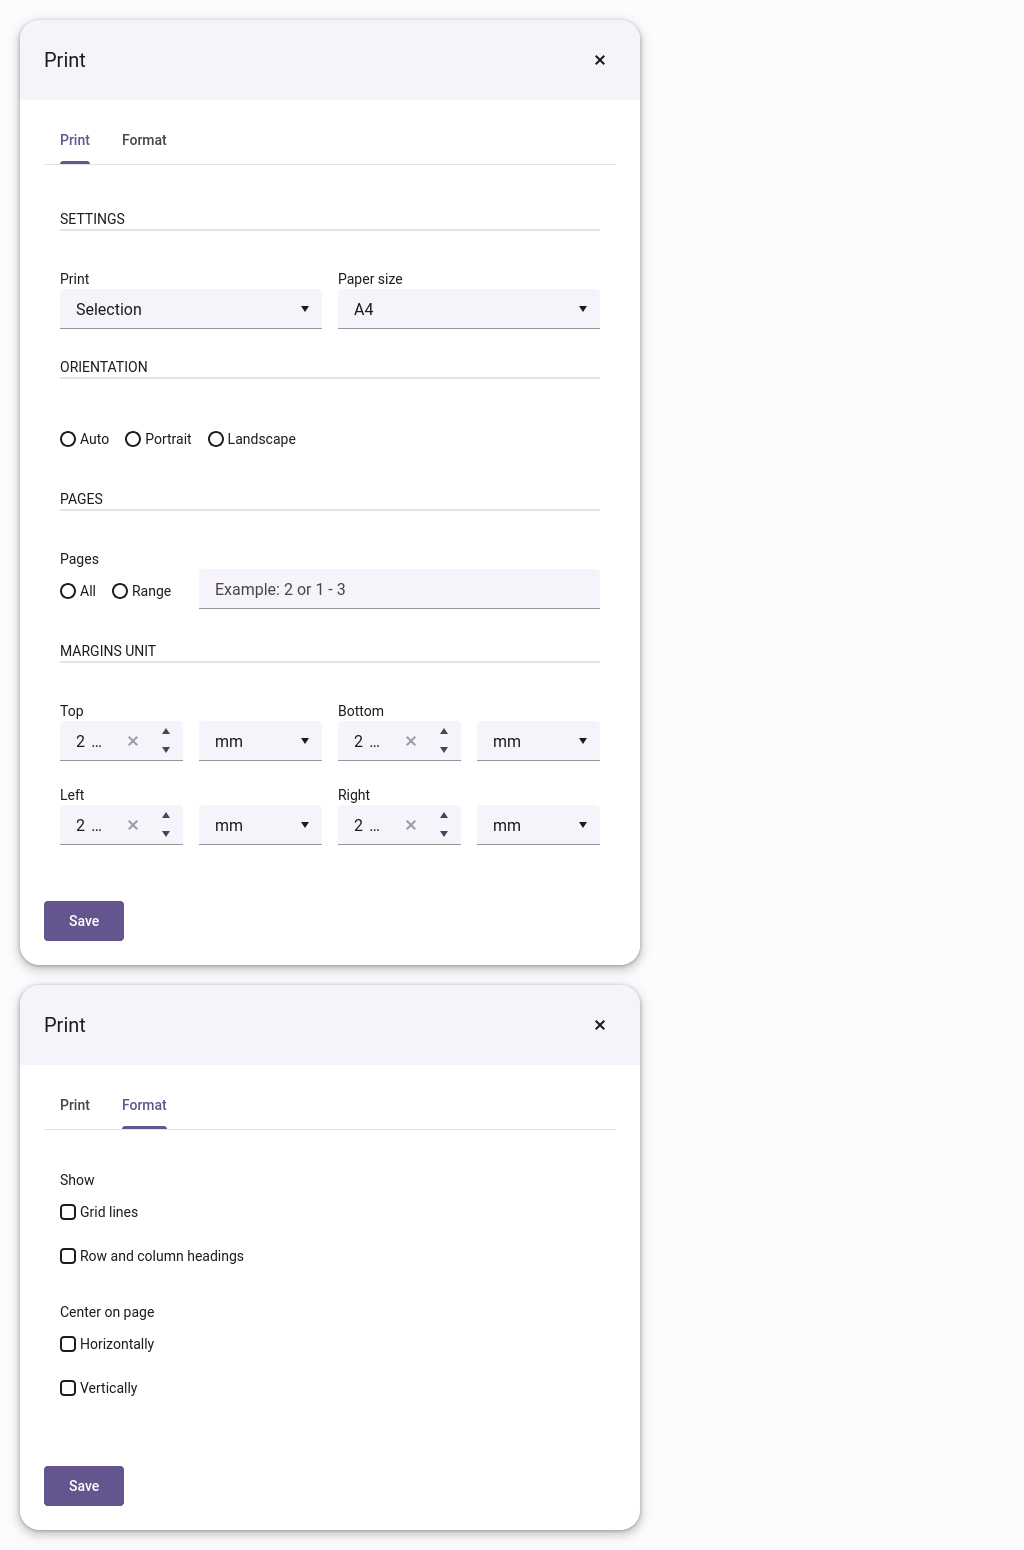 Print
Print Format
SETTINGS
Print Paper size
Selection A4
ORIENTATION
Auto Portrait Landscape
PAGES
Pages
All Range Example: 2 or 1 - 3
MARGINS UNIT
Top Bottom
2 … mm 2 … mm
Left Right
2 … mm 2 … mm
Save
Print
Print Format
Show
Grid lines
Row and column headings
Center on page
Horizontally
Vertically
Save